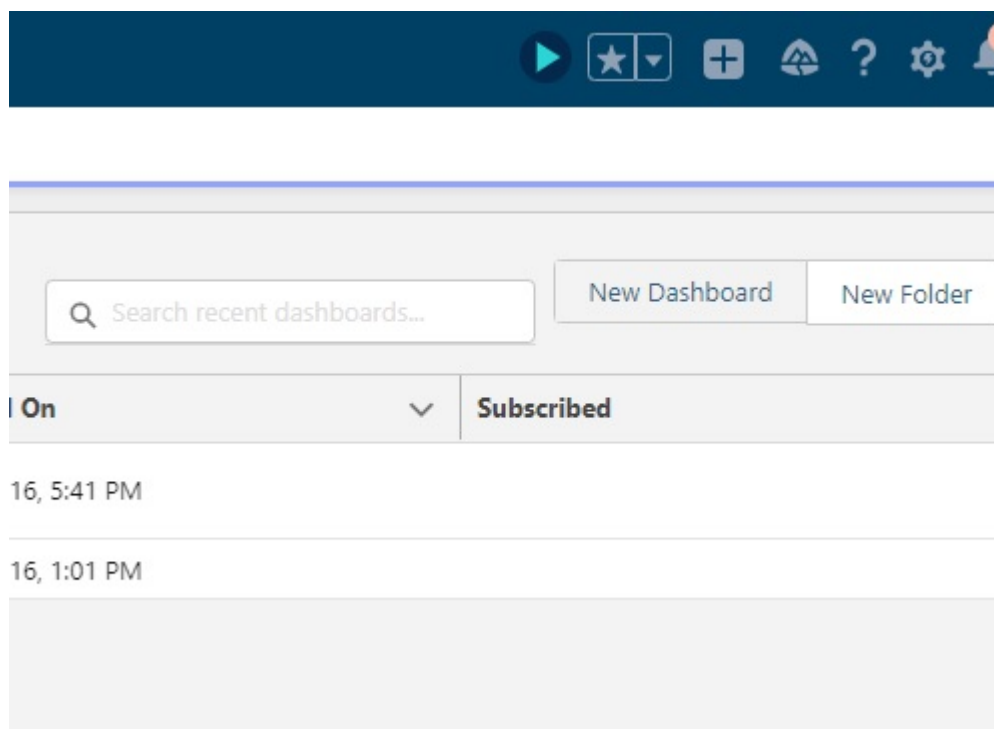 Search recent dashboards...
New Dashboard
New Folder
On
Subscribed
16, 5:41 PM
16, 1:01 PM